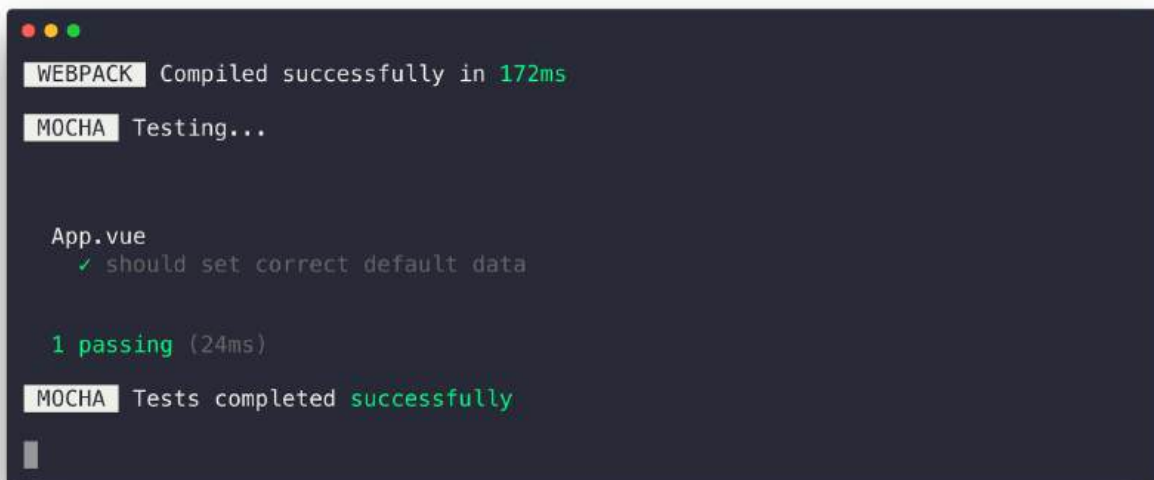 WEBPACK Compiled successfully in 172ms
MOCHA Testing...
App.vue
✓ should set correct default data
1 passing (24ms)
MOCHA Tests completed successfully